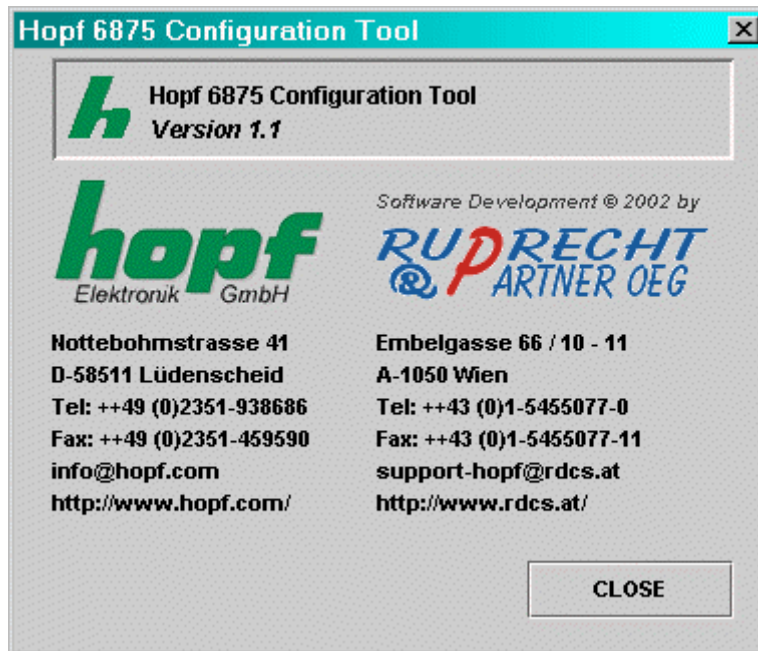 Hopf 6875 Configuration Tool
h
Hopf 6875 Configuration Tool
Version 1.1
hopf
Elektronik GmbH
Nottebohmstrasse 41
D-58511 Lüdenscheid
Tel: ++49 (0)2351-938686
Fax: ++49 (0)2351-459590
info@hopf.com
http://www.hopf.com/
Software Development © 2002 by
RUPRECHT
& PARTNER OEG
Embelgasse 66 / 10 - 11
A-1050 Wien
Tel: ++43 (0)1-5455077-0
Fax: ++43 (0)1-5455077-11
support-hopf@rdcs.at
http://www.rdcs.at/
CLOSE